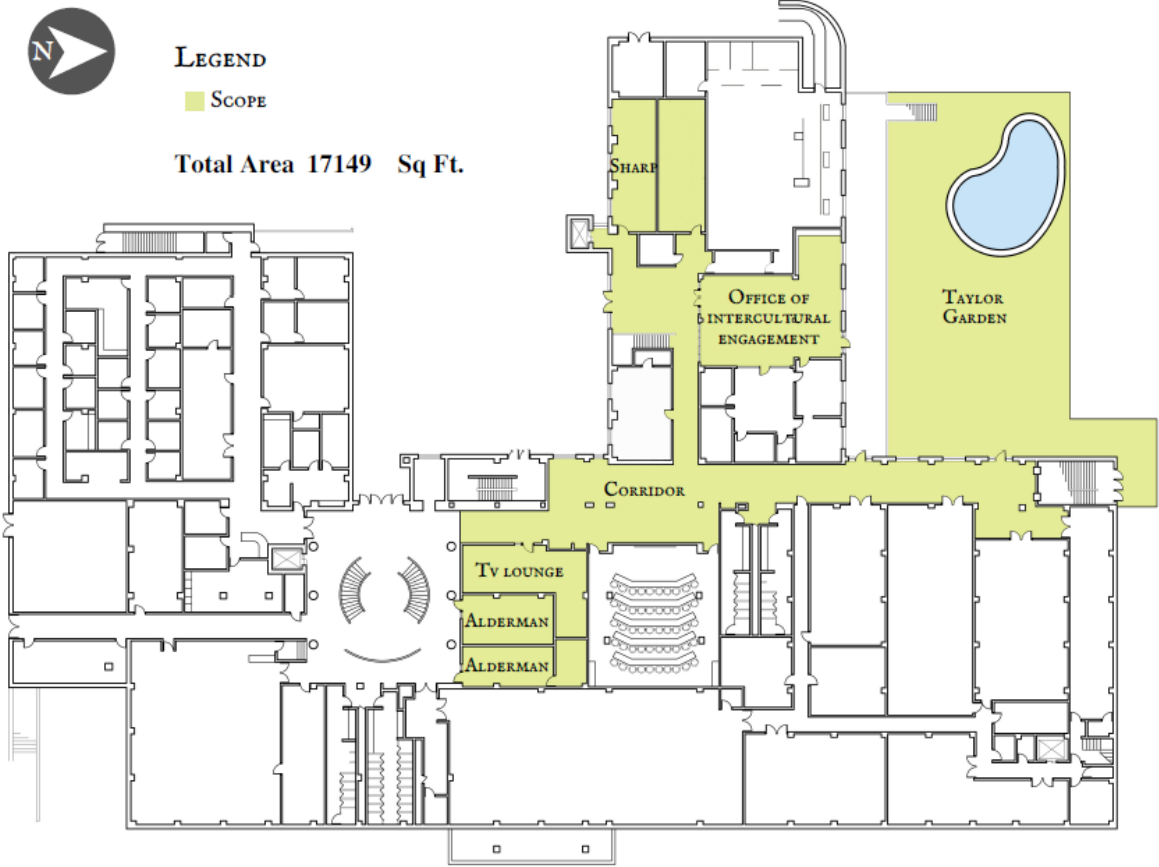 N
LEGEND
SCOPE
Total Area 17149 Sq Ft.
SHARP
OFFICE OF
INTERCULTURAL
ENGAGEMENT
TAYLOR
GARDEN
CORRIDOR
TV LOUNGE
ALDERMAN
ALDERMAN